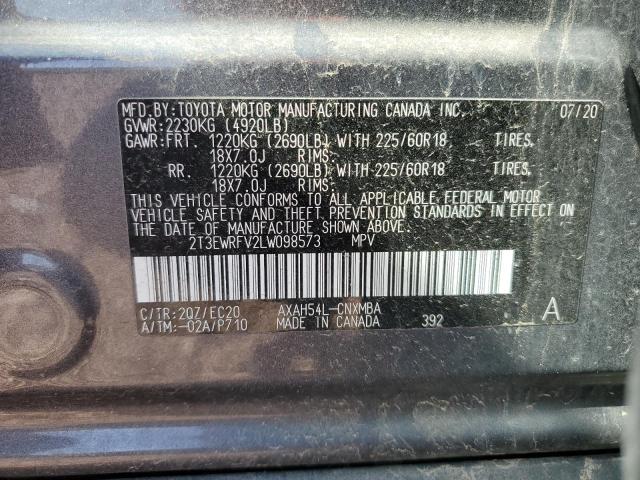 MFD.BY:TOYOTA MOTOR MANUFACTURING CANADA INC. 07/20
GVWR:2230KG (4920LB)
GAWR:FRT. 1220KG (2690LB) WITH 225/60R18 TIRES.
18X7.0J RIMS.
RR. 1220KG (2690LB) WITH 225/60R18 TIRES.
18X7.0J RIMS.
THIS VEHICLE CONFORMS TO ALL APPLICABLE FEDERAL MOTOR
VEHICLE SAFETY AND THEFT PREVENTION STANDARDS IN EFFECT ON
THE DATE OF MANUFACTURE SHOWN ABOVE.
2T3EWRFV2LW098573 MPV
C/TR:2Q7/EC20 AXAH54L-CNXMBA A
A/TM:-02A/P710 MADE IN CANADA 392